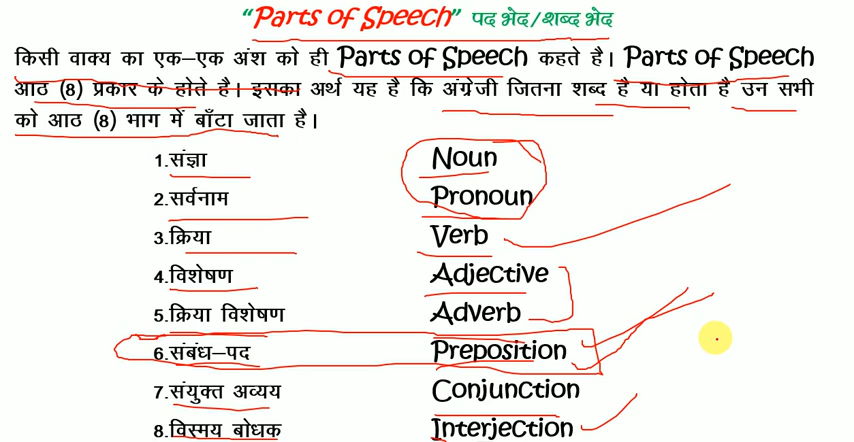 “Parts of Speech” पद भेद/शब्द भेद
किसी वाक्य का एक–एक अंश को ही Parts of Speech कहते है। Parts of Speech
आठ (8) प्रकार के होते है। इसका अर्थ यह है कि अंग्रेजी जितना शब्द है या होता है उन सभी
को आठ (8) भाग में बाँटा जाता है।
1.संज्ञा Noun
2.सर्वनाम Pronoun
3.क्रिया Verb
4.विशेषण Adjective
5.क्रिया विशेषण Adverb
6.संबंध–पद Preposition
7.संयुक्त अव्यय Conjunction
8.विस्मय बोधक Interjection